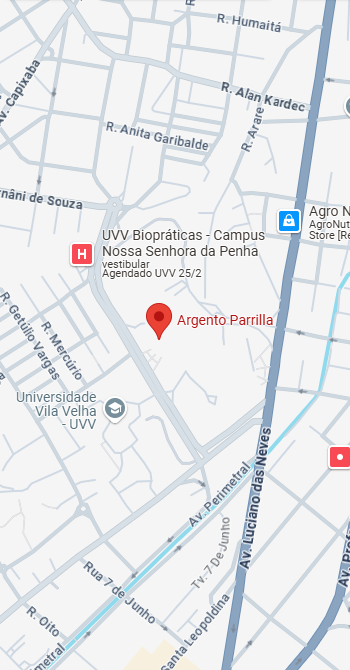 R. Humaitá
Av. Capixaba
R. Alan Kardec
R. Anita Garibalde
R. Arare
nâni de Souza
Agro N
AgroNut
Store [Re
H
UVV Biopráticas - Campus
Nossa Senhora da Penha
vestibular
Agendado UVV 25/2
Argento Parrilla
R. Getúlio Vargas
R. Mercúrio
Universidade
Vila Velha
- UVV
Av. Luciano das Neves
Av. Perimetral
Tv. 7 De Junho
Av. Prof
Rua 7 de Junho
R. Oito
metral
Santa Leopoldina